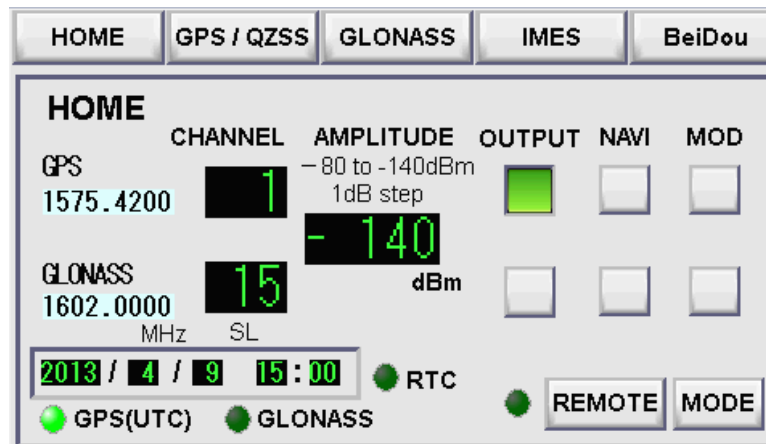 HOME GPS / QZSS GLONASS IMES BeiDou
HOME
CHANNEL AMPLITUDE OUTPUT NAVI MOD
GPS
1575.4200
1
-80 to -140dBm
1dB step
- 140
dBm
GLONASS
1602.0000
15
MHz SL
2013 / 4 / 9 15:00
RTC
GPS(UTC) GLONASS
REMOTE MODE